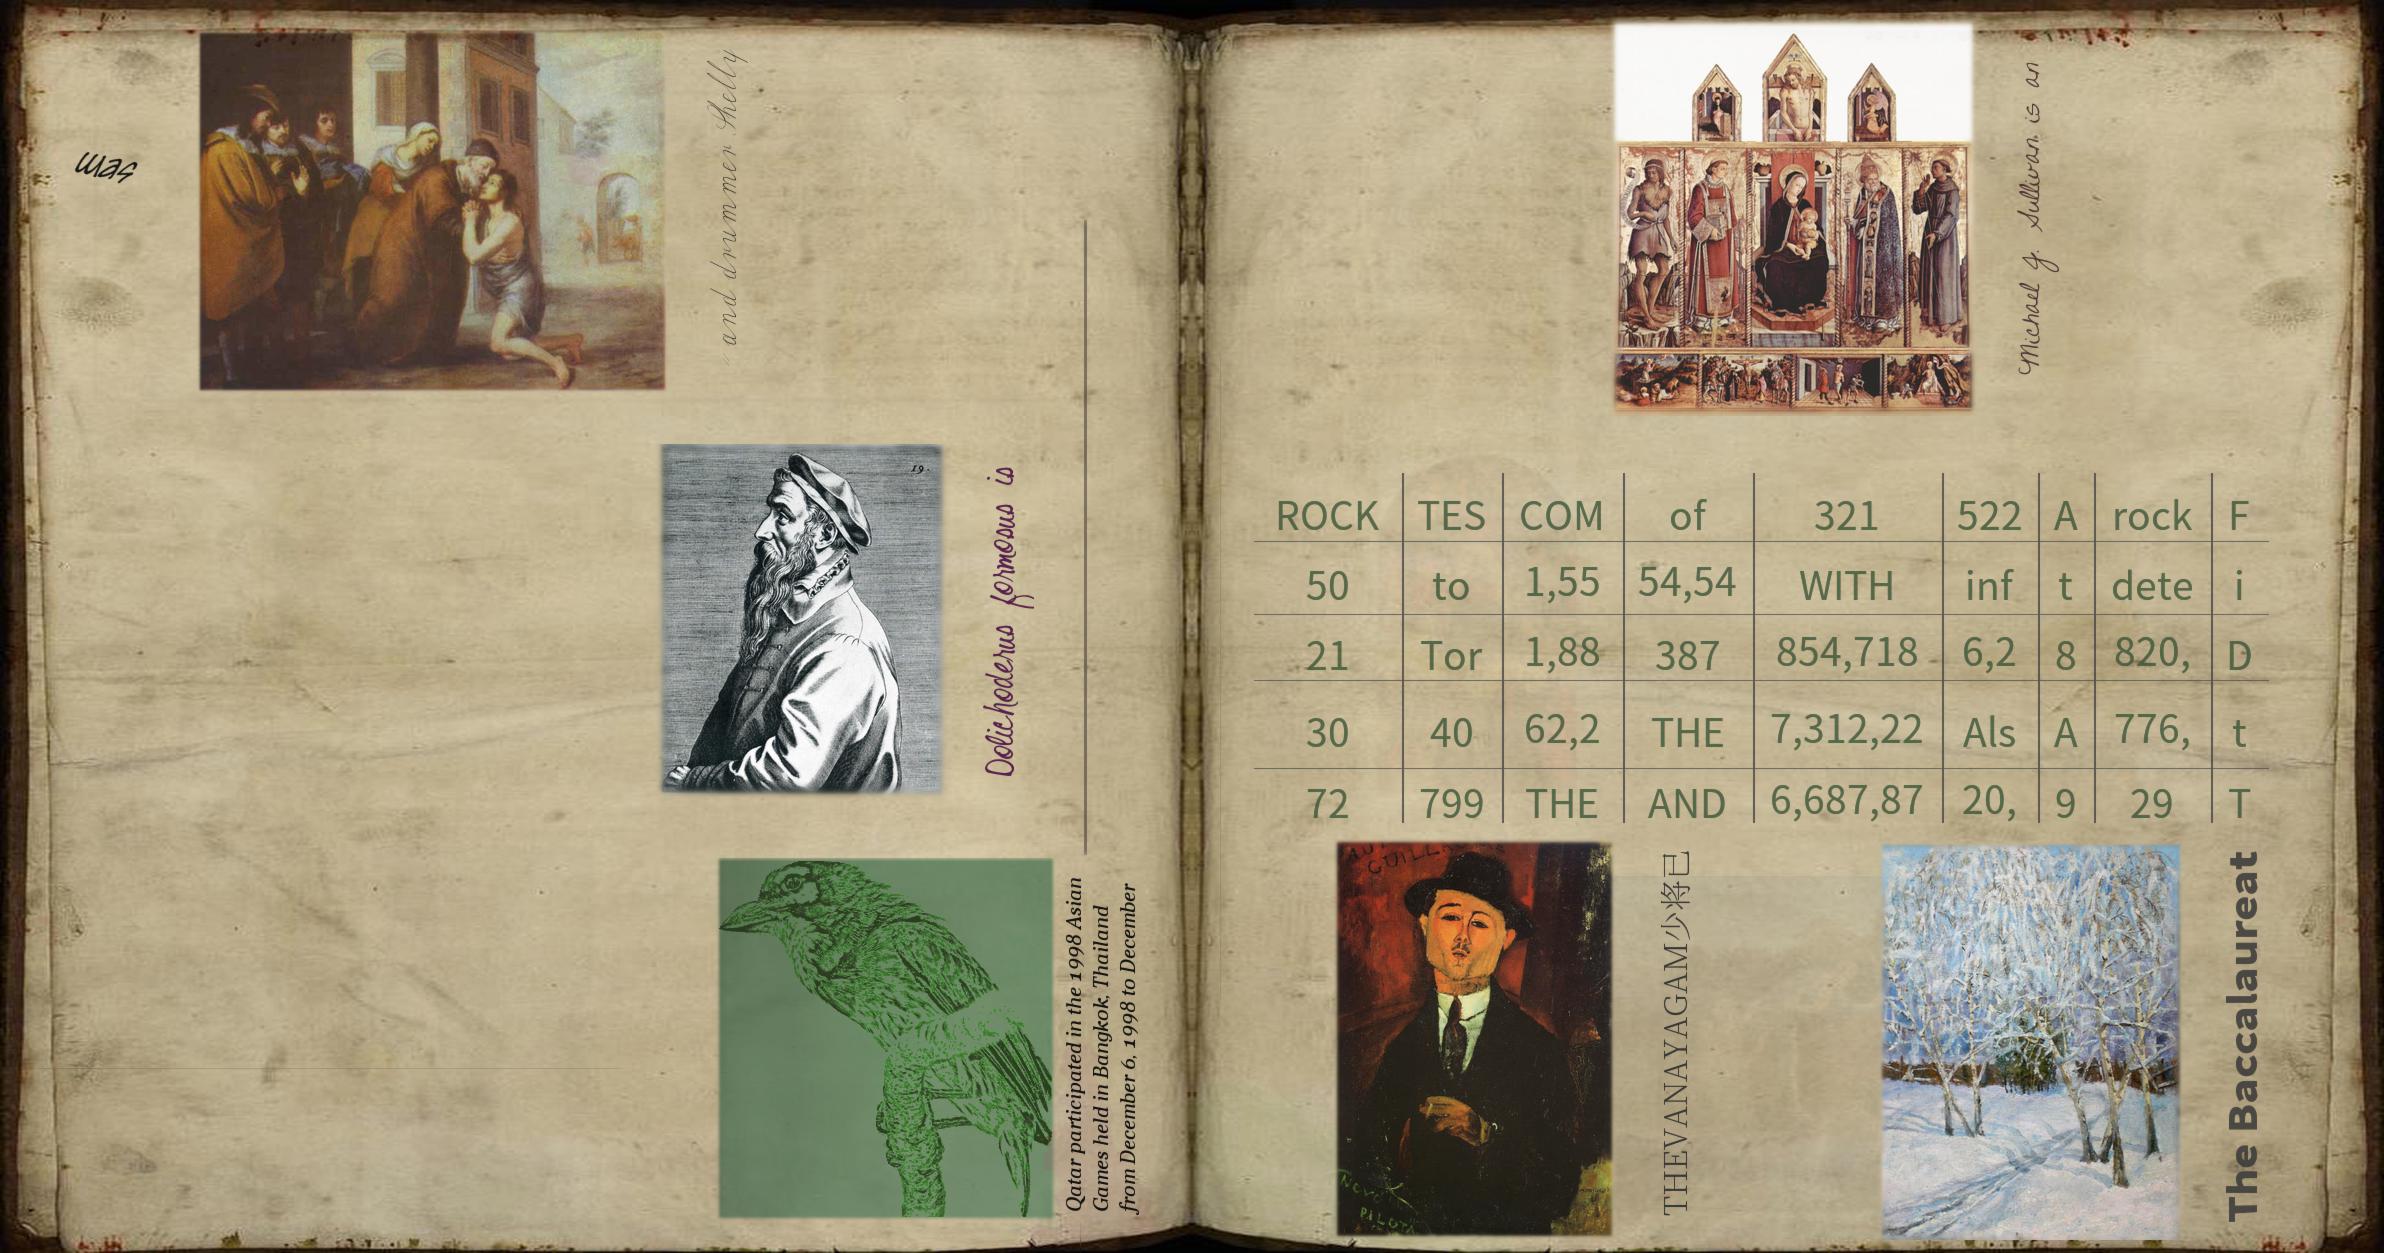 was
and drummer Shelly
19.
Dolichoderus formosus is
Qatar participated in the 1998 Asian
Games held in Bangkok, Thailand
from December 6, 1998 to December
Michael J. Sullivan is an
ROCK TES COM of 321 522 A rock F
50 to 1,55 54,54 WITH inf t dete i
21 Tor 1,88 387 854,718 6,2 8 820, D
30 40 62,2 THE 7,312,22 Als A 776, t
72 799 THE AND 6,687,87 20, 9 29 T
NOVO
PILOTA
THEVANAYAGAM少将已
The Baccalaureat